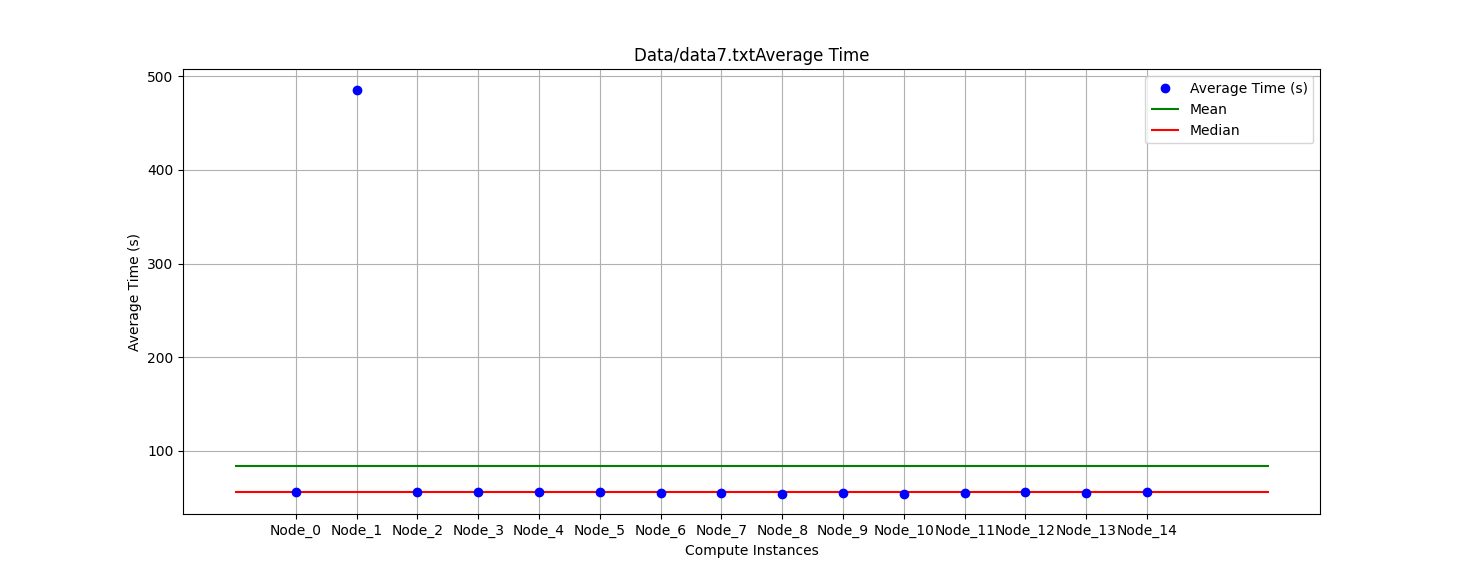 Data/data7.txtAverage Time
Average Time (s)
500
400
300
200
100
Average Time (s)
Mean
Median
Node_0 Node_1 Node_2 Node_3 Node_4 Node_5 Node_6 Node_7 Node_8 Node_9 Node_10 Node_11 Node_12 Node_13 Node_14
Compute Instances